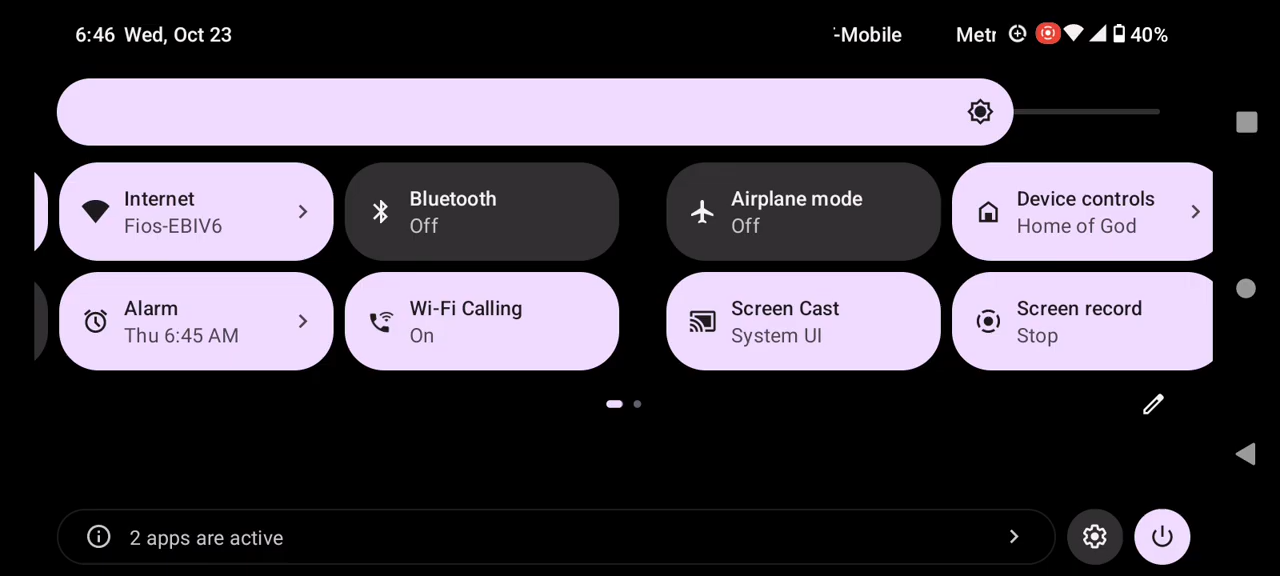 6:46 Wed, Oct 23
-Mobile Metr 40%
Internet
Fios-EBIV6
Bluetooth
Off
Airplane mode
Off
Device controls
Home of God
Alarm
Thu 6:45 AM
Wi-Fi Calling
On
Screen Cast
System UI
Screen record
Stop
2 apps are active